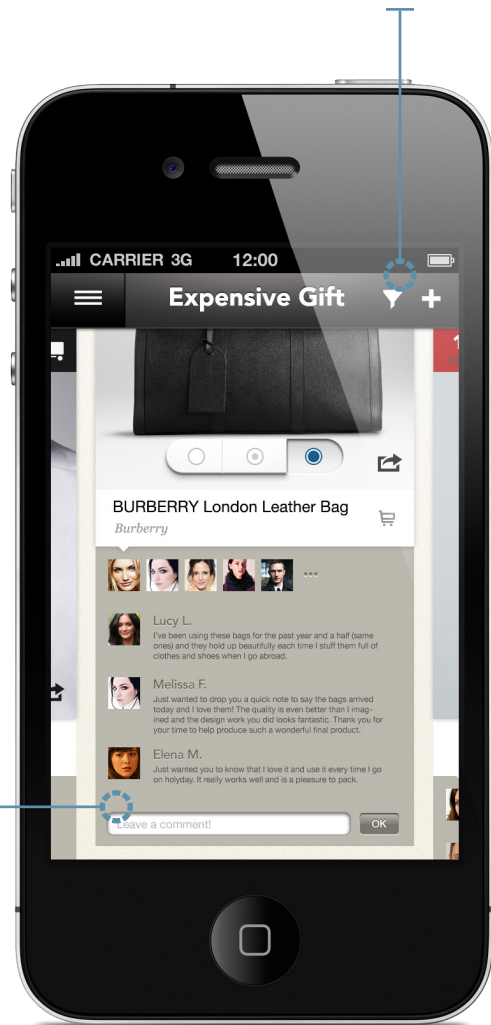 CARRIER 3G 12:00
Expensive Gift
BURBERRY London Leather Bag
Burberry
Lucy L.
I've been using these bags for the past year and a half (same
ones) and they hold up beautifully each time I stuff them full of
clothes and shoes when I go abroad.
Melissa F.
Just wanted to drop you a quick note to say the bags arrived
today and I love them! The quality is even better than I imag-
ined and the design work you did looks fantastic. Thank you for
your time to help produce such a wonderful final product.
Elena M.
Just wanted you to know that I love it and use it every time I go
on holyday. It really works well and is a pleasure to pack.
Leave a comment!
OK